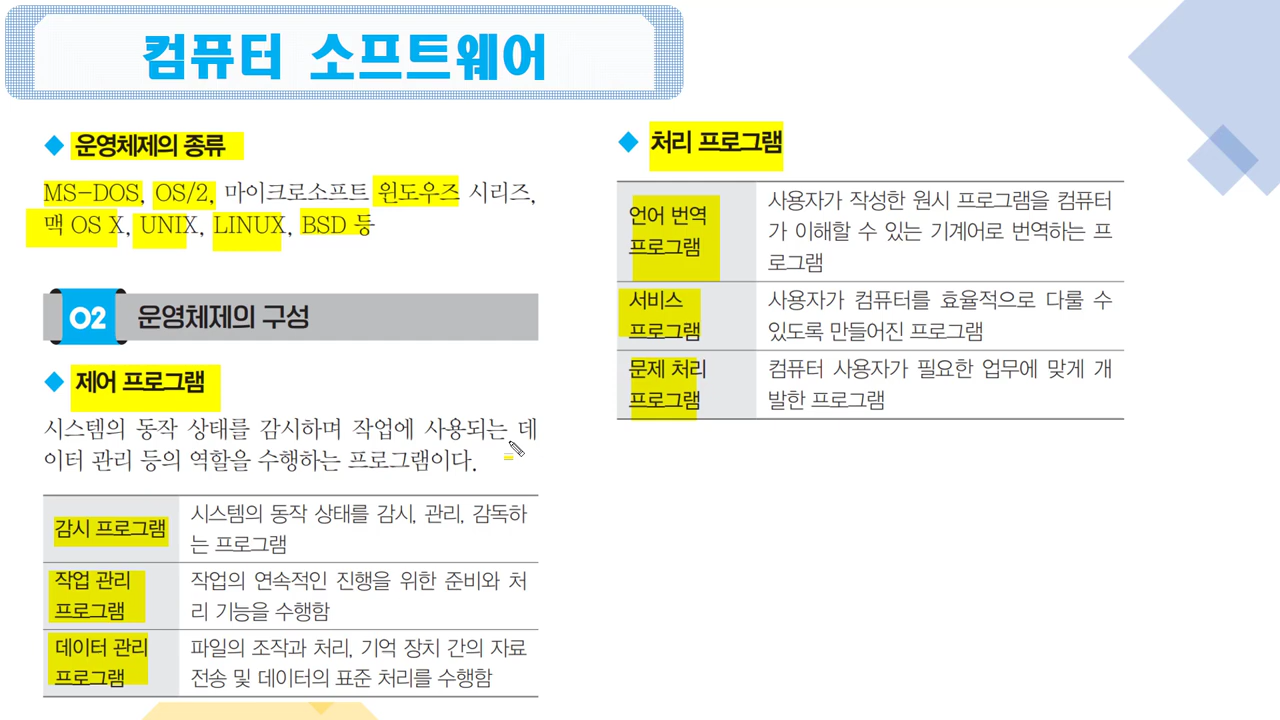 컴퓨터 소프트웨어
◆ 운영체제의 종류
MS-DOS, OS/2, 마이크로소프트 윈도우즈 시리즈,
맥 OS X, UNIX, LINUX, BSD 등
02 운영체제의 구성
◆ 제어 프로그램
시스템의 동작 상태를 감시하며 작업에 사용되는 데
이터 관리 등의 역할을 수행하는 프로그램이다.
감시 프로그램
시스템의 동작 상태를 감시, 관리, 감독하
는 프로그램
작업 관리
프로그램
작업의 연속적인 진행을 위한 준비와 처
리 기능을 수행함
데이터 관리
프로그램
파일의 조작과 처리, 기억 장치 간의 자료
전송 및 데이터의 표준 처리를 수행함
◆ 처리 프로그램
언어 번역
프로그램
사용자가 작성한 원시 프로그램을 컴퓨터
가 이해할 수 있는 기계어로 번역하는 프
로그램
서비스
프로그램
사용자가 컴퓨터를 효율적으로 다룰 수
있도록 만들어진 프로그램
문제 처리
프로그램
컴퓨터 사용자가 필요한 업무에 맞게 개
발한 프로그램